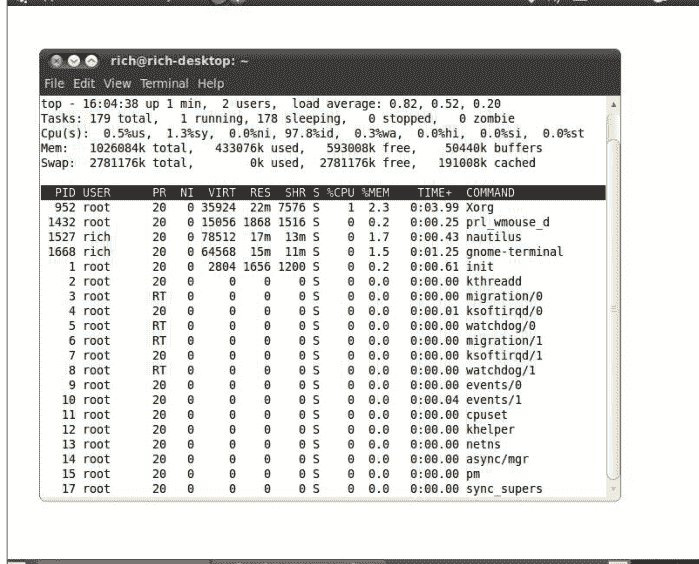 rich@rich-desktop: ~
File Edit View Terminal Help
top - 16:04:38 up 1 min,  2 users,  load average: 0.82, 0.52, 0.20
Tasks: 179 total,   1 running, 178 sleeping,   0 stopped,   0 zombie
Cpu(s):  0.5%us,  1.3%sy,  0.0%ni, 97.8%id,  0.3%wa,  0.0%hi,  0.0%si,  0.0%st
Mem:   1026084k total,   433076k used,   593008k free,    50440k buffers
Swap:  2781176k total,        0k used,  2781176k free,   191008k cached
PID USER      PR  NI  VIRT  RES  SHR S %CPU %MEM    TIME+  COMMAND
952 root      20   0 35924  22m 7576 S    1  2.3   0:03.99 Xorg
1432 root      20   0 15056 1868 1516 S    0  0.2   0:00.25 prl_wmouse_d
1527 rich      20   0 78512  17m  13m S    0  1.7   0:00.43 nautilus
1668 rich      20   0 64568  15m  11m S    0  1.5   0:01.25 gnome-terminal
1 root      20   0  2804 1656 1200 S    0  0.2   0:00.61 init
2 root      20   0     0    0    0 S    0  0.0   0:00.00 kthreadd
3 root      RT   0     0    0    0 S    0  0.0   0:00.00 migration/0
4 root      20   0     0    0    0 S    0  0.0   0:00.01 ksoftirqd/0
5 root      RT   0     0    0    0 S    0  0.0   0:00.00 watchdog/0
6 root      RT   0     0    0    0 S    0  0.0   0:00.00 migration/1
7 root      20   0     0    0    0 S    0  0.0   0:00.00 ksoftirqd/1
8 root      RT   0     0    0    0 S    0  0.0   0:00.00 watchdog/1
9 root      20   0     0    0    0 S    0  0.0   0:00.00 events/0
10 root      20   0     0    0    0 S    0  0.0   0:00.04 events/1
11 root      20   0     0    0    0 S    0  0.0   0:00.00 cpuset
12 root      20   0     0    0    0 S    0  0.0   0:00.00 khelper
13 root      20   0     0    0    0 S    0  0.0   0:00.00 netns
14 root      20   0     0    0    0 S    0  0.0   0:00.00 async/mgr
15 root      20   0     0    0    0 S    0  0.0   0:00.00 pm
17 root      20   0     0    0    0 S    0  0.0   0:00.00 sync_supers